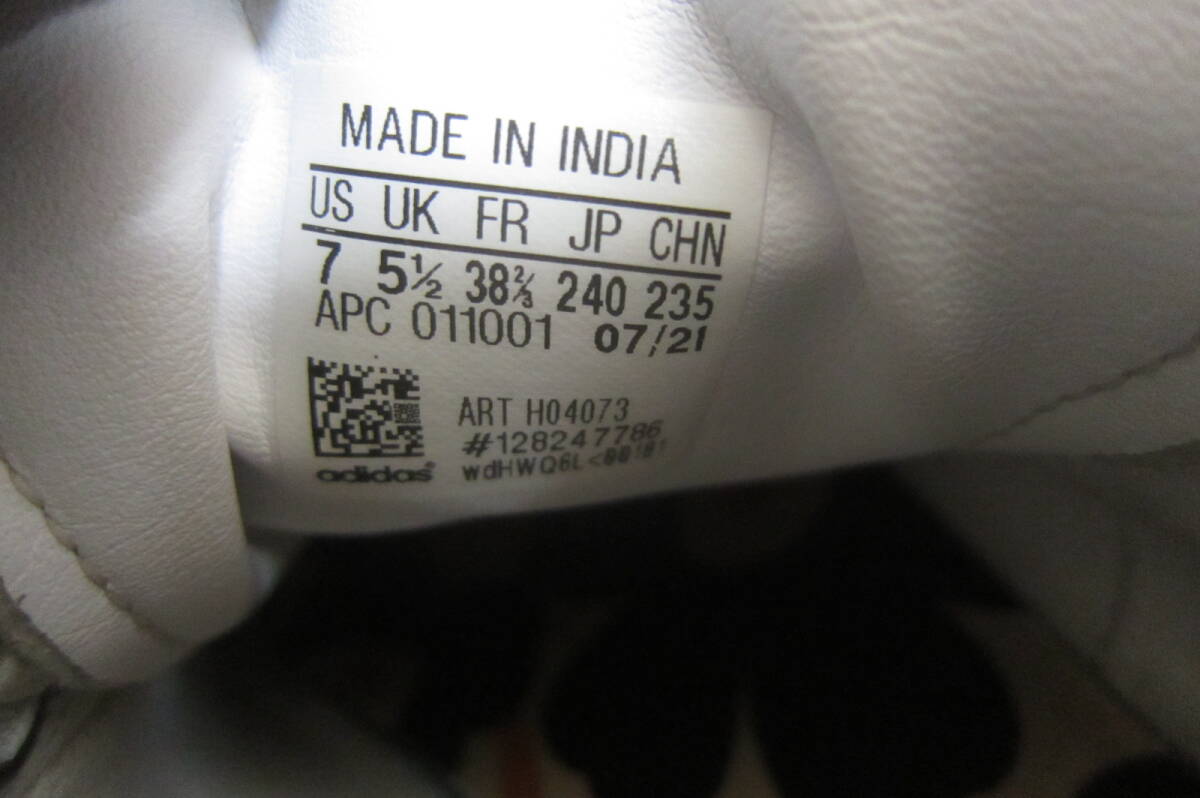 MADE IN INDIA
US UK FR JP CHN
7 5½ 38⅔ 240 235
APC 011001 07/21
ART H04073
#128247786
adidas